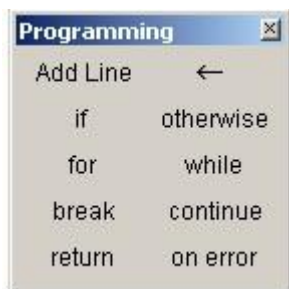 Programming
Add Line ←
if otherwise
for while
break continue
return on error